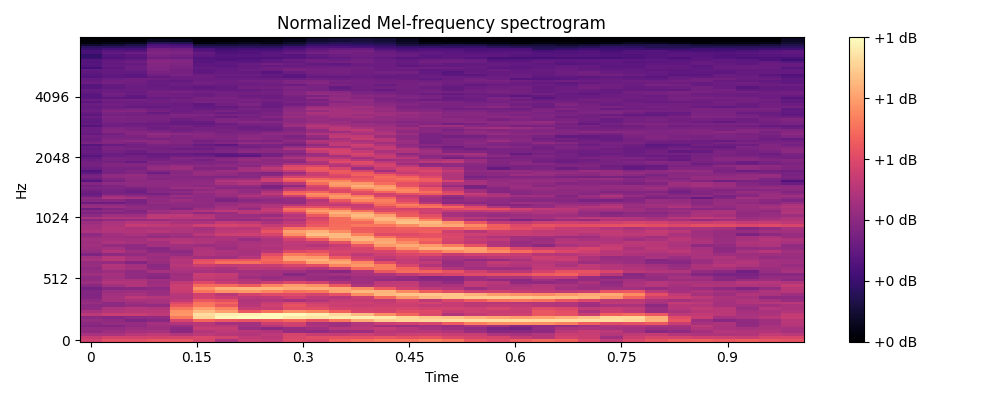 Normalized Mel-frequency spectrogram
Hz
4096
2048
1024
512
0
0 0.15 0.3 0.45 0.6 0.75 0.9
Time
+1 dB
+1 dB
+1 dB
+0 dB
+0 dB
+0 dB